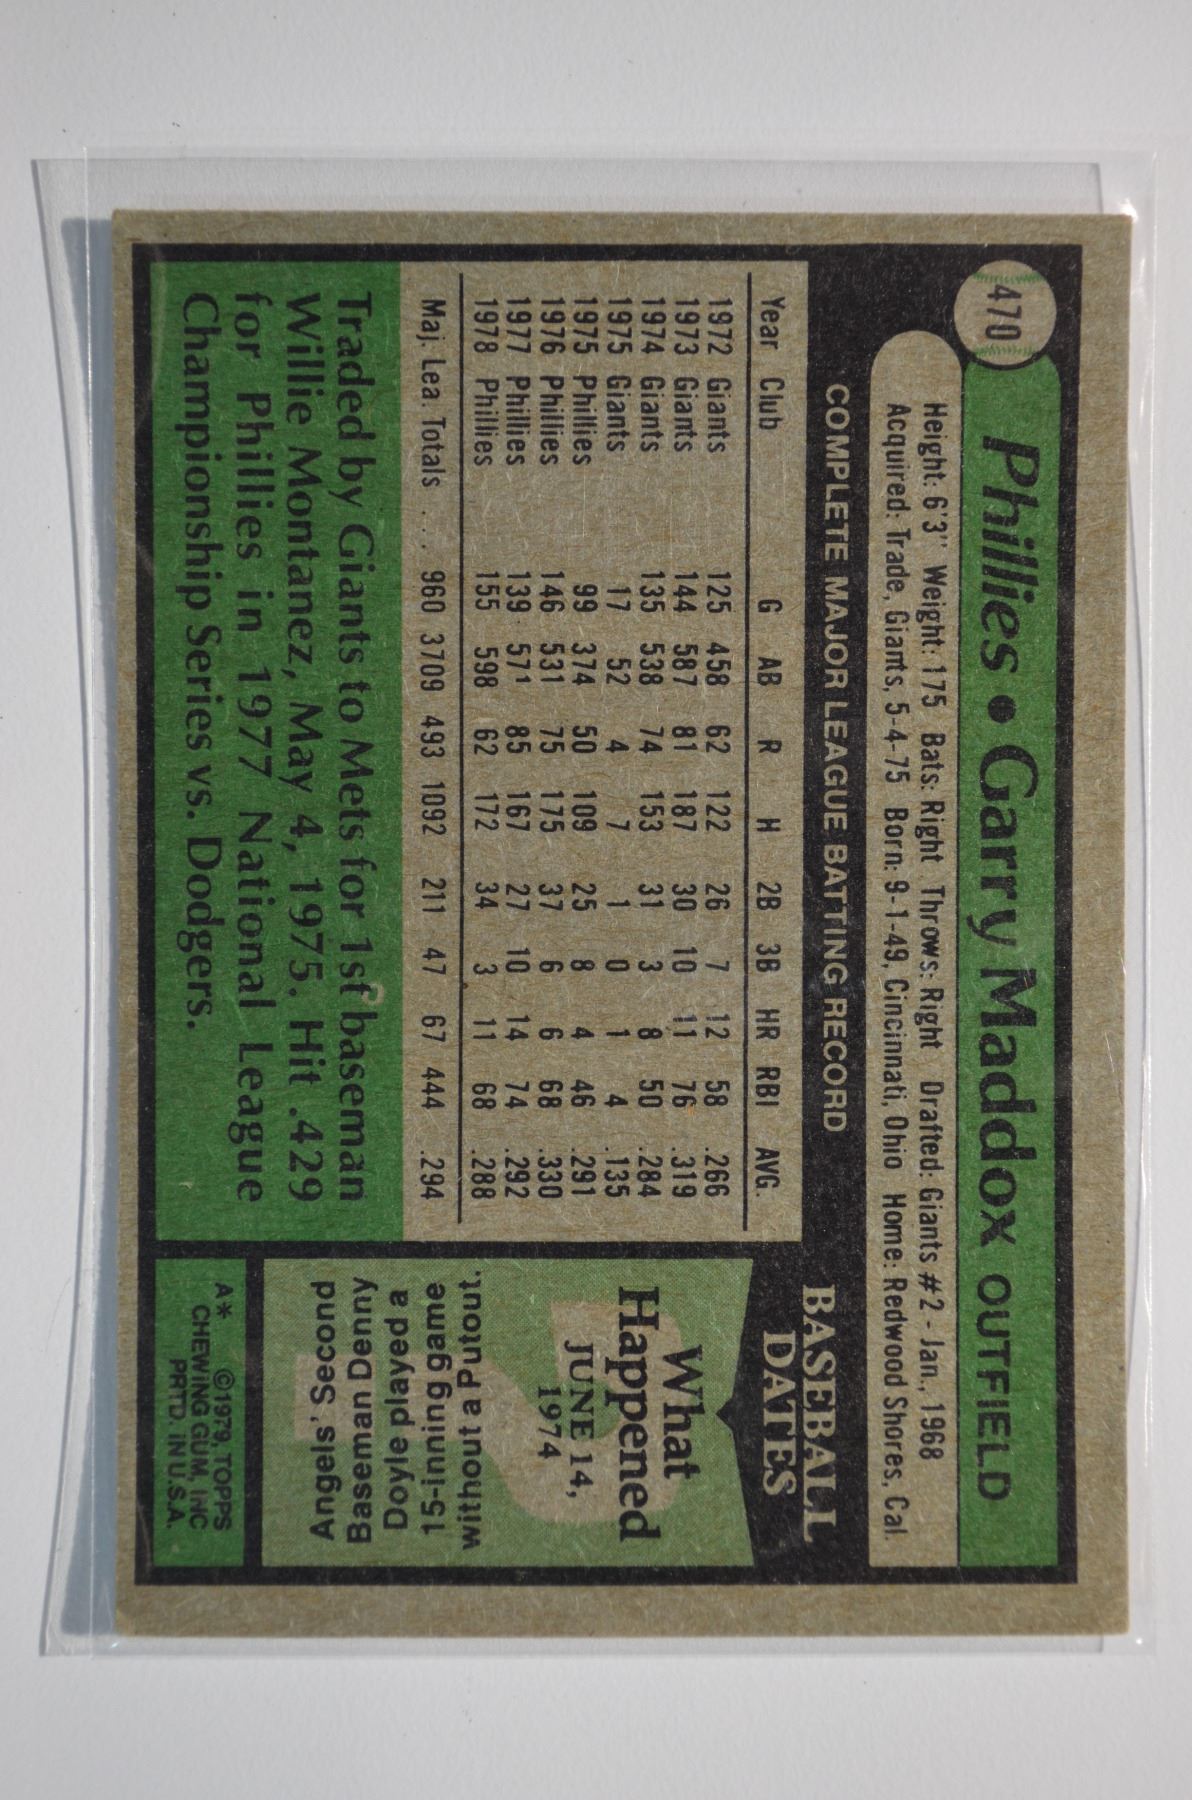 470
Phillies • Garry Maddox OUTFIELD
Height: 6'3" Weight: 175 Bats: Right Throws: Right Drafted: Giants #2 - Jan., 1968
Acquired: Trade, Giants, 5-4-75 Born: 9-1-49, Cincinnati, Ohio Home: Redwood Shores, Cal.
COMPLETE MAJOR LEAGUE BATTING RECORD
Year Club G AB R H 2B 3B HR RBI AVG.
1972 Giants 125 458 62 122 26 7 12 58 .266
1973 Giants 144 587 81 187 30 10 11 76 .319
1974 Giants 135 538 74 153 31 3 8 50 .284
1975 Giants 17 52 4 7 1 0 1 4 .135
1975 Phillies 99 374 50 109 25 8 4 46 .291
1976 Phillies 146 531 75 175 37 6 6 68 .330
1977 Phillies 139 571 85 167 27 10 14 74 .292
1978 Phillies 155 598 62 172 34 3 11 68 .288
Maj. Lea. Totals . . . 960 3709 493 1092 211 47 67 444 .294
Traded by Giants to Mets for 1st baseman
Willie Montanez, May 4, 1975. Hit .429
for Phillies in 1977 National League
Championship Series vs. Dodgers.
BASEBALL
DATES
What
Happened
JUNE 14,
1974
Angels' Second
Baseman Denny
Doyle played a
15-inning game
without a Putout.
A* ©1979, TOPPS
CHEWING GUM, INC
PRTD. IN U.S.A.